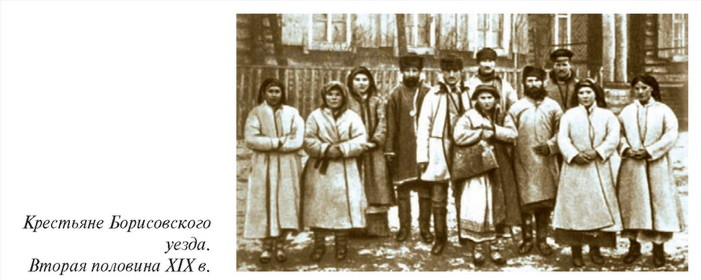 Крестьяне Борисовского
уезда.
Вторая половина XIX в.